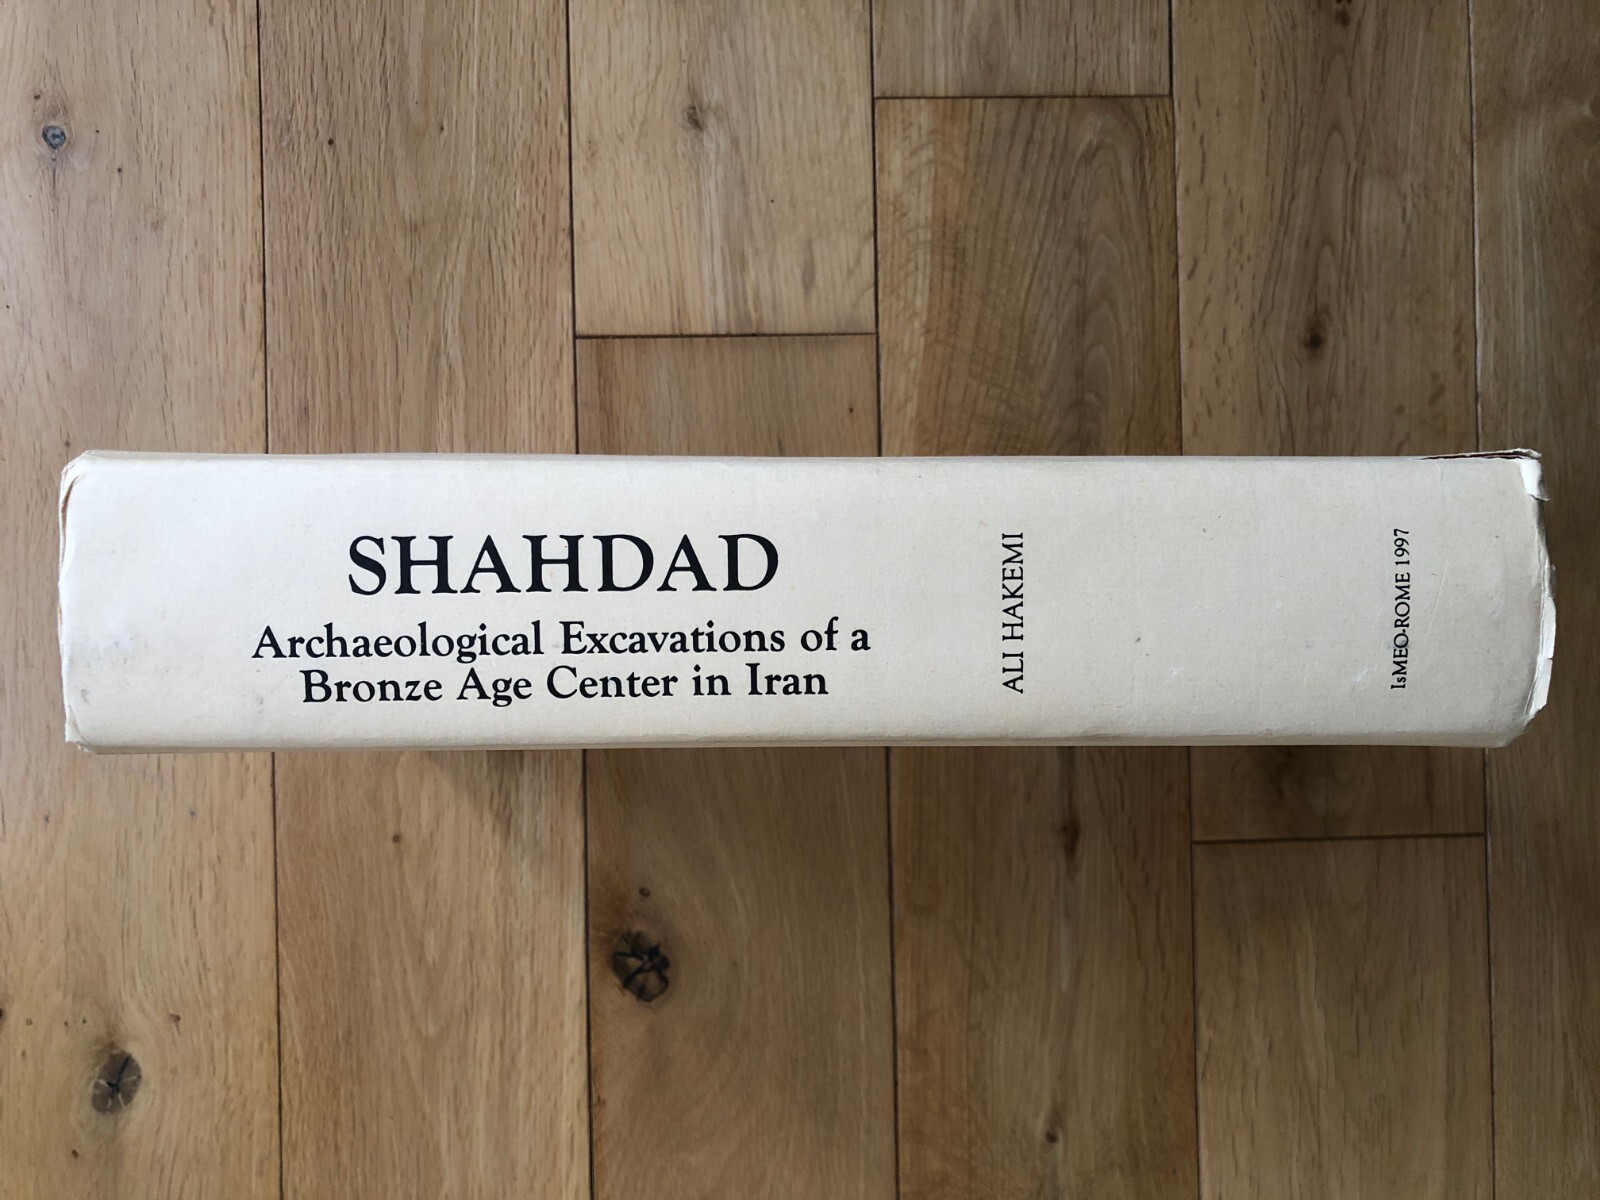 SHAHDAD
Archaeological Excavations of a
Bronze Age Center in Iran
ALI HAKEMI
IsMEO-ROME 1997